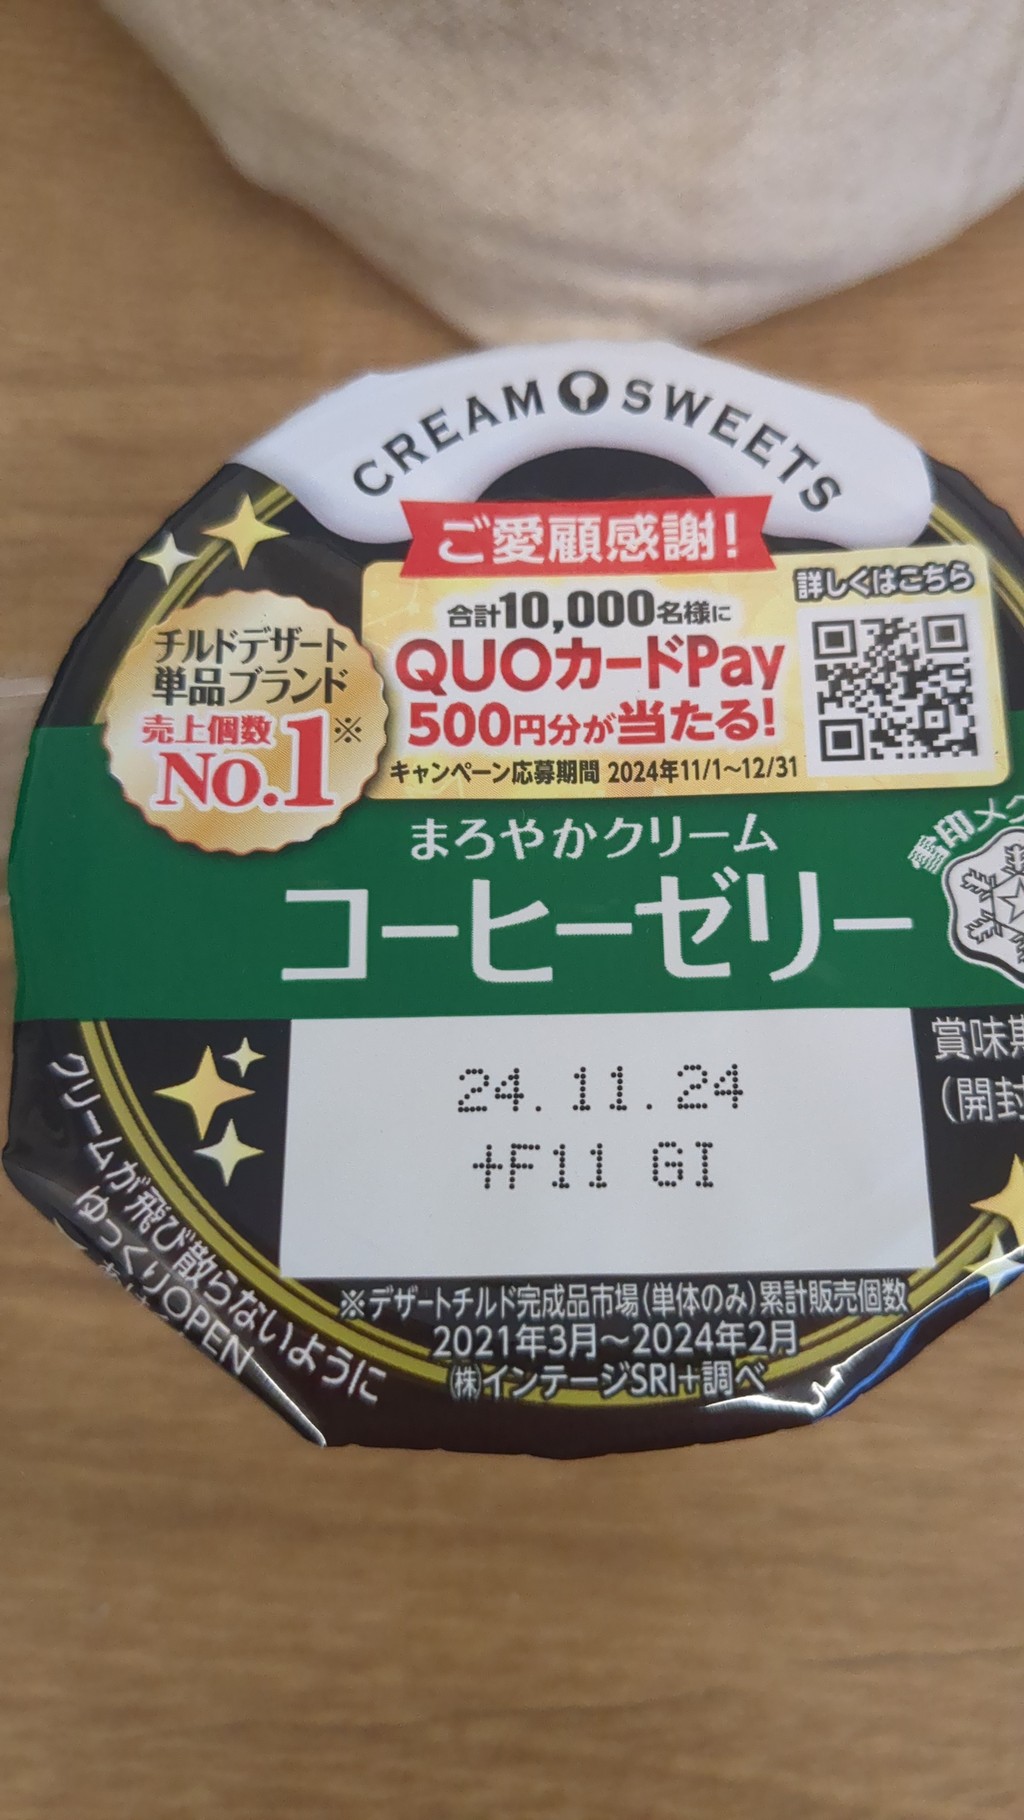 CREAM SWEETS
ご愛顧感謝!
詳しくはこちら
合計10,000名様に
QUOカードPay
500円分が当たる!
キャンペーン応募期間 2024年11/1~12/31
チルドデザート
単品ブランド
売上個数※
No.1
まろやかクリーム
コーヒーゼリー
雪印メグ
賞味期
(開封
24.11.24
+F11 GI
クリームが飛び散らないように
ゆっくりOPEN
※デザートチルド完成品市場(単体のみ)累計販売個数
2021年3月~2024年2月
(株)インテージSRI+調べ